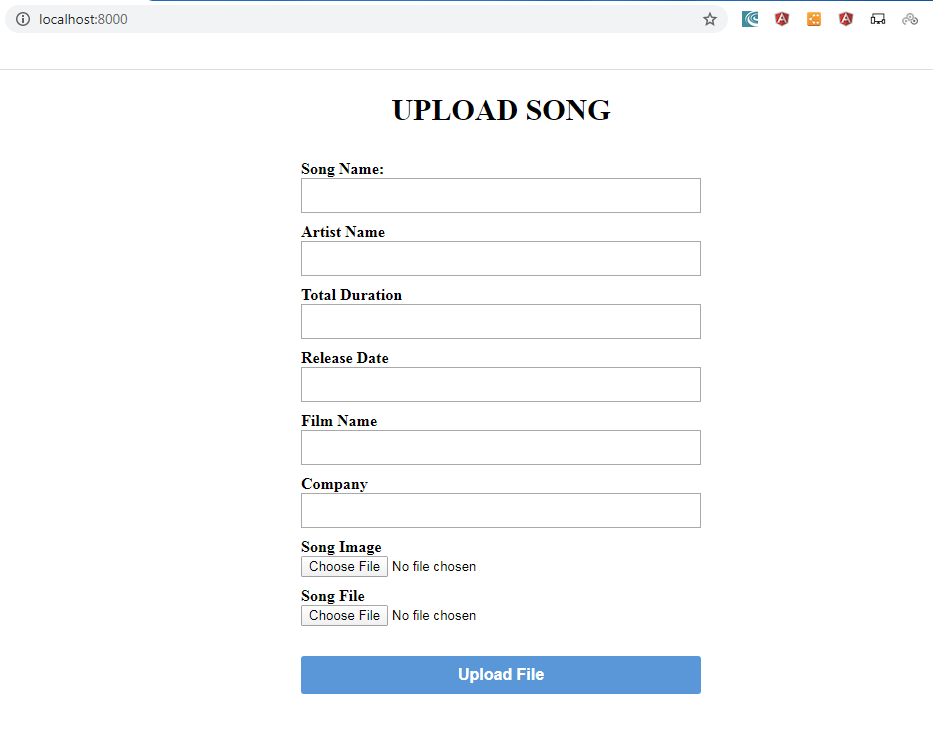 localhost:8000
UPLOAD SONG
Song Name:
Artist Name
Total Duration
Release Date
Film Name
Company
Song Image
Choose File No file chosen
Song File
Choose File No file chosen
Upload File